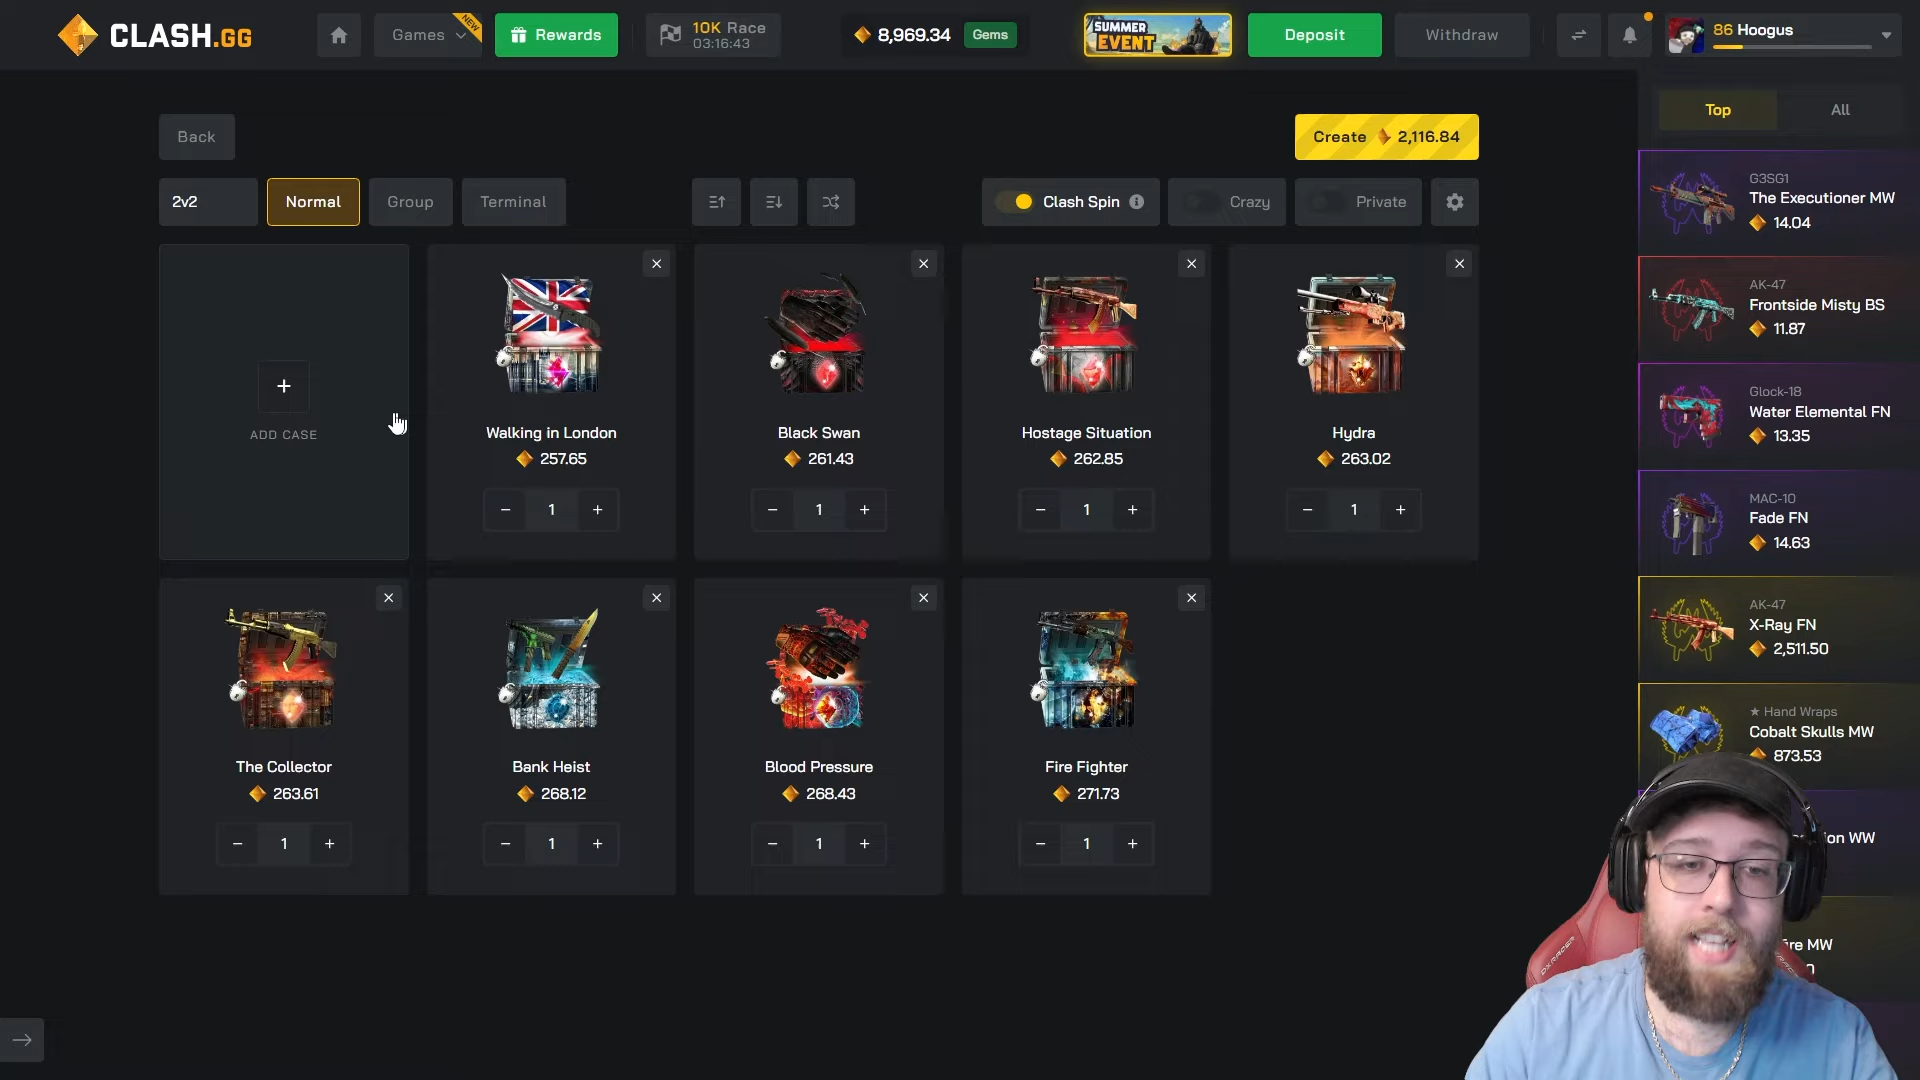 CLASH.GG
Games
NEW
Rewards
10K Race
03:16:43
8,969.34
Gems
SUMMER
EVENT
Deposit
Withdraw
86 Hoogus
Back
Create 2,116.84
Top
All
2v2
Normal
Group
Terminal
Clash Spin
Crazy
Private
G3SG1
The Executioner MW
14.04
AK-47
Frontside Misty BS
11.87
Glock-18
Water Elemental FN
13.35
MAC-10
Fade FN
14.63
AK-47
X-Ray FN
2,511.50
★ Hand Wraps
Cobalt Skulls MW
873.53
ADD CASE
Walking in London
257.65
1
Black Swan
261.43
1
Hostage Situation
262.85
1
Hydra
263.02
1
The Collector
263.61
1
Bank Heist
268.12
1
Blood Pressure
268.43
1
Fire Fighter
271.73
1
WW
MW
DXRACER